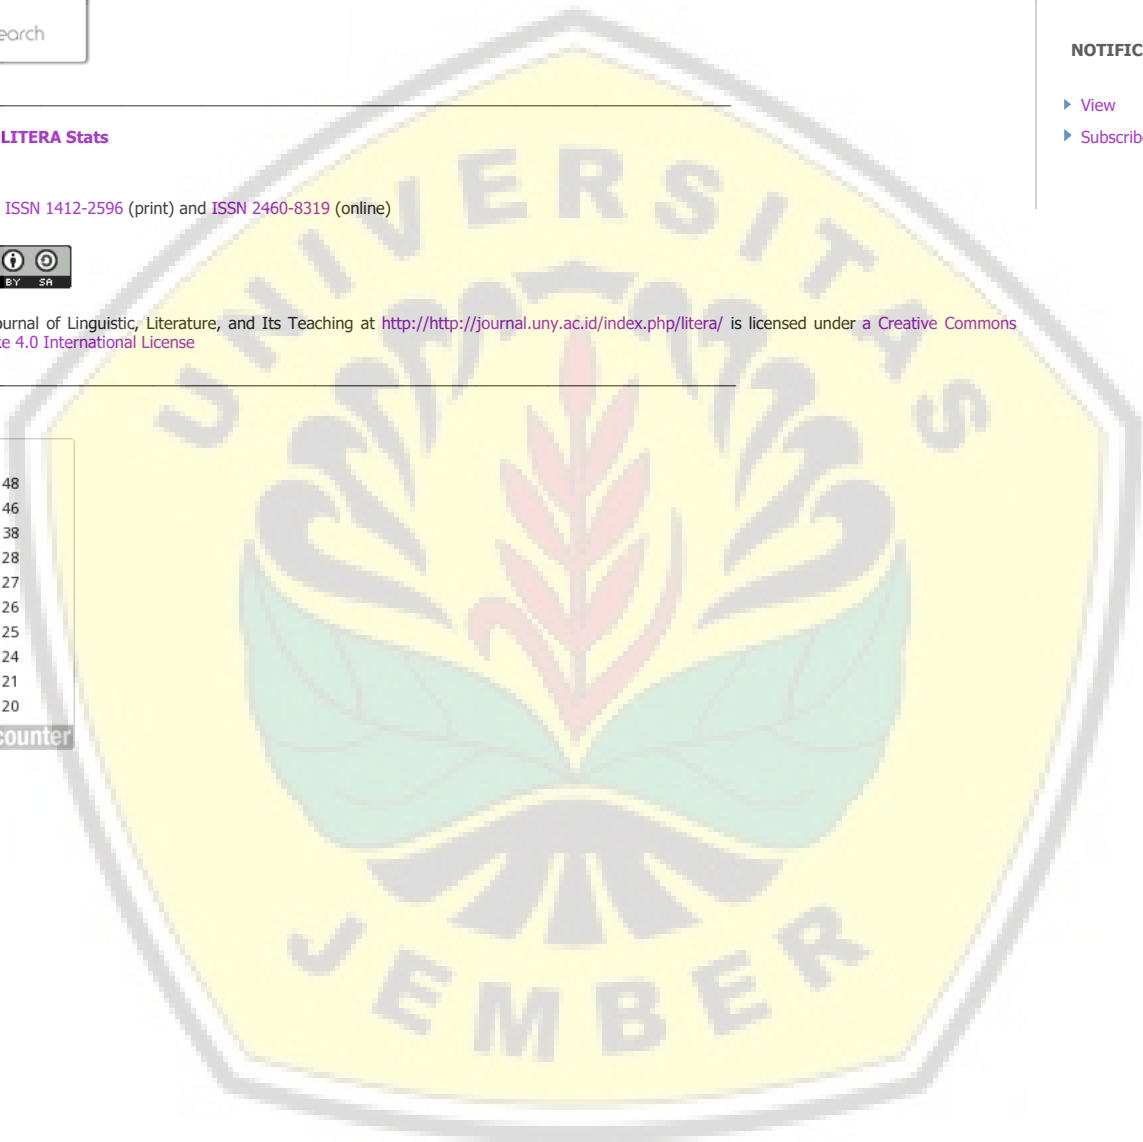 earch
NOTIFIC
View
Subscrib
LITERA Stats
ISSN 1412-2596 (print) and ISSN 2460-8319 (online)
BY SA
ournal of Linguistic, Literature, and Its Teaching at http://http://journal.uny.ac.id/index.php/litera/ is licensed under a Creative Commons
ke 4.0 International License
48
46
38
28
27
26
25
24
21
20
counter
UNIVERSITAS
JEMBER